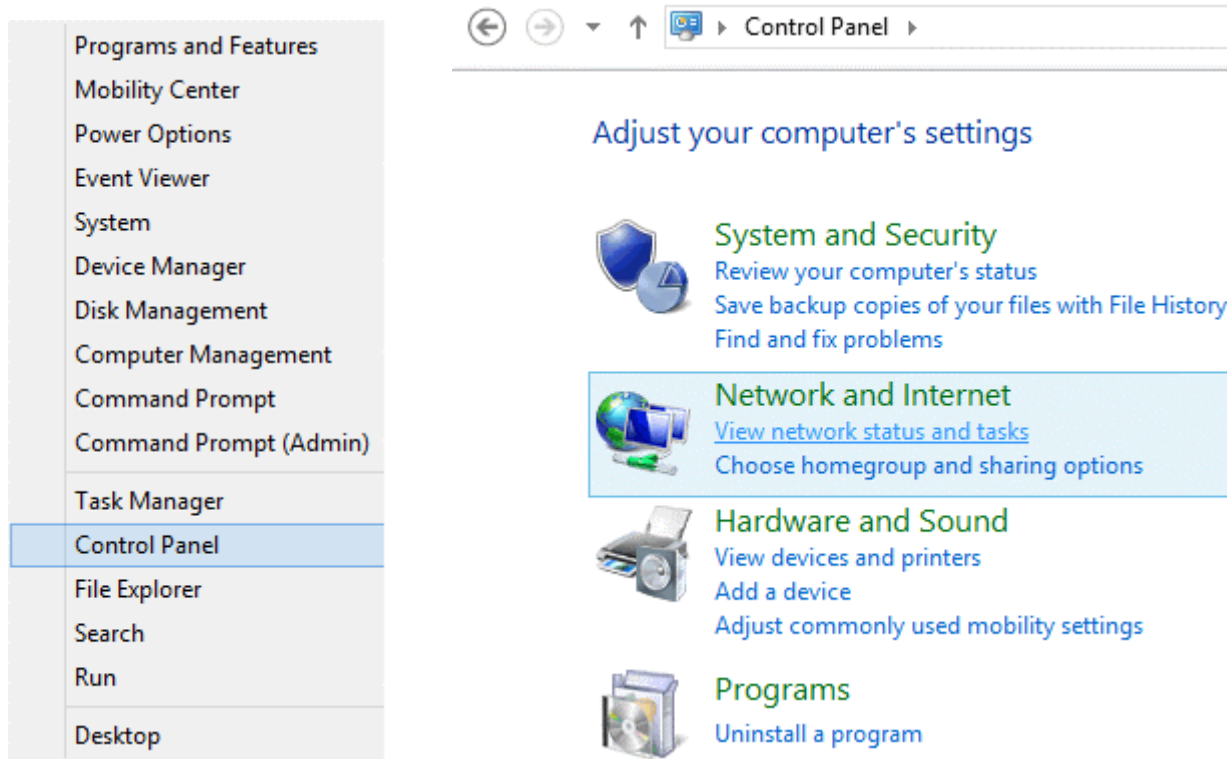 Programs and Features
Mobility Center
Power Options
Event Viewer
System
Device Manager
Disk Management
Computer Management
Command Prompt
Command Prompt (Admin)
Task Manager
Control Panel
File Explorer
Search
Run
Desktop
Control Panel
Adjust your computer's settings
System and Security
Review your computer's status
Save backup copies of your files with File History
Find and fix problems
Network and Internet
View network status and tasks
Choose homegroup and sharing options
Hardware and Sound
View devices and printers
Add a device
Adjust commonly used mobility settings
Programs
Uninstall a program